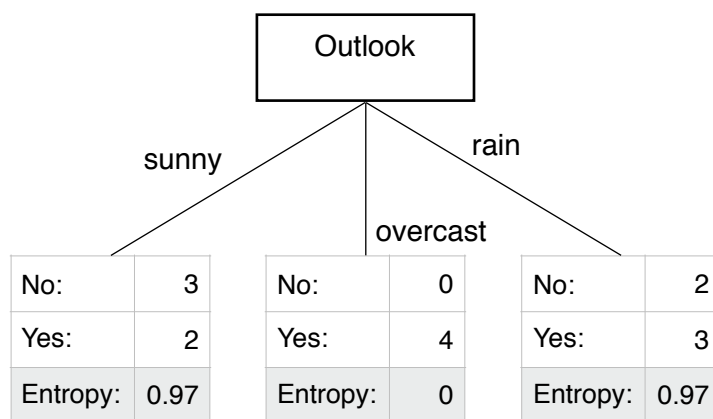 Outlook
sunny
rain
overcast
No: 3
Yes: 2
Entropy: 0.97
No: 0
Yes: 4
Entropy: 0
No: 2
Yes: 3
Entropy: 0.97